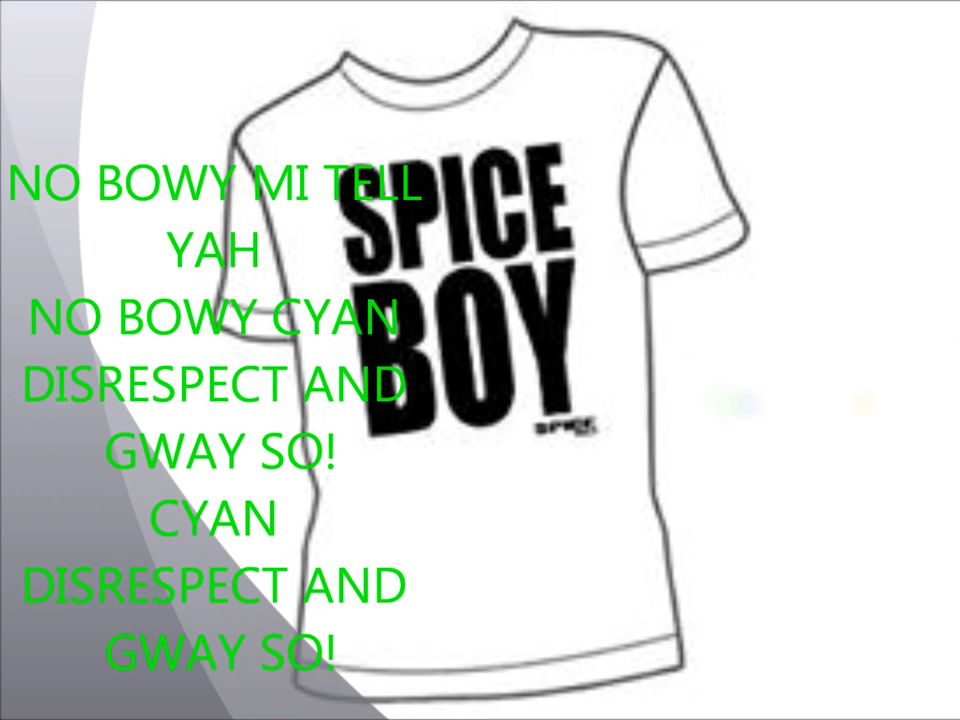 NO BOWY MI TELL
YAH
NO BOWY CYAN
DISRESPECT AND
GWAY SO!
CYAN
DISRESPECT AND
GWAY SO!
SPICE
BOY
SPICE